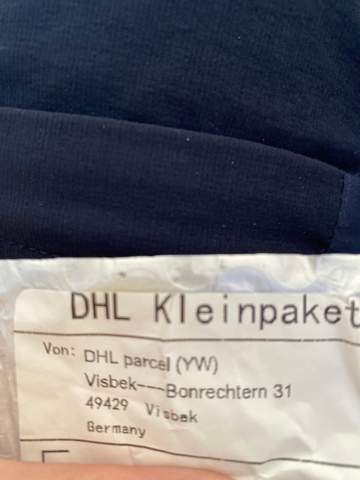 DHL Kleinpaket
Von: DHL parcel (YW)
Visbek---Bonrechtern 31
49429 Visbek
Germany